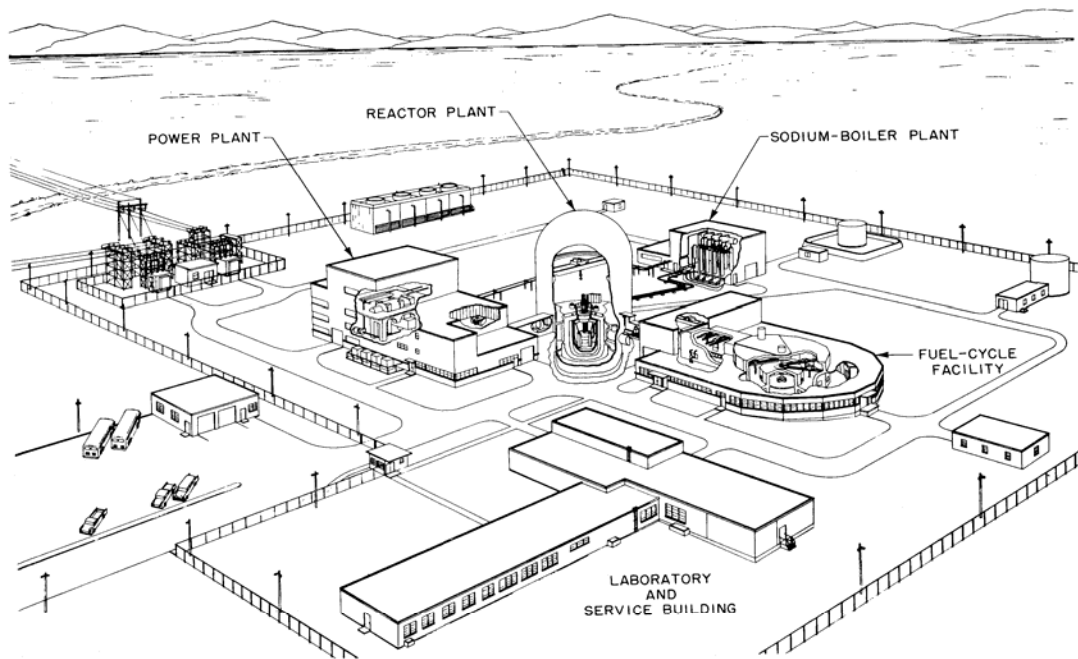 REACTOR PLANT
POWER PLANT
SODIUM-BOILER PLANT
FUEL-CYCLE
FACILITY
LABORATORY
AND
SERVICE BUILDING